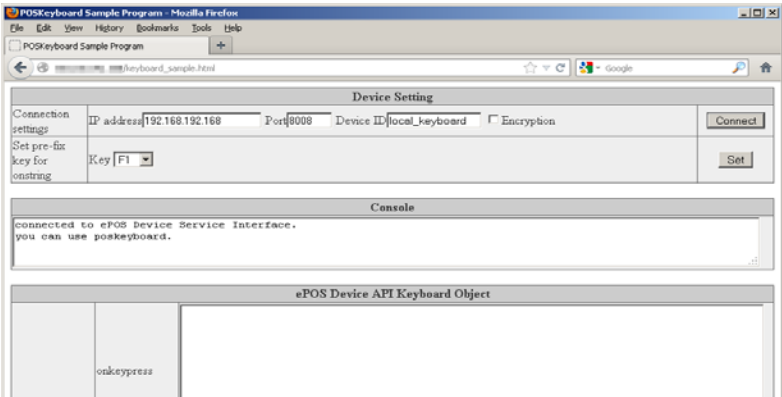 POSKeyboard Sample Program - Mozilla Firefox
File Edit View History Bookmarks Tools Help
POSKeyboard Sample Program +
/keyboard_sample.html Google
Device Setting
Connection settings IP address 192.168.192.168 Port 8008 Device ID local_keyboard Encryption Connect
Set pre-fix key for onstring Key F1 Set
Console
connected to ePOS Device Service Interface.
you can use poskeyboard.
ePOS Device API Keyboard Object
onkeypress